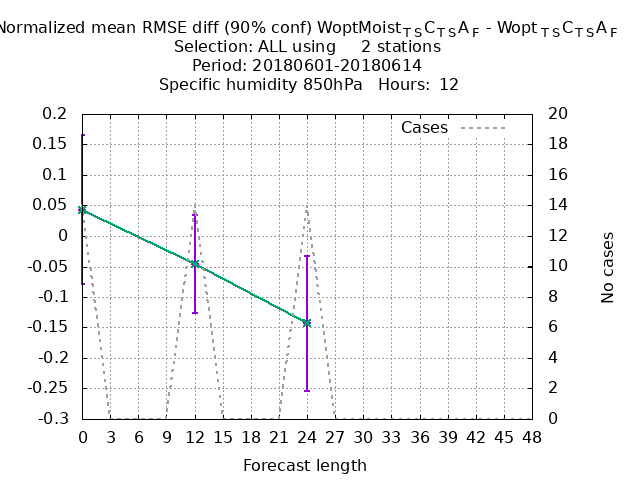 Normalized mean RMSE diff (90% conf) WoptMoistTSCTSAF - WoptTSCTSAF
Selection: ALL using 2 stations
Period: 20180601-20180614
Specific humidity 850hPa Hours: 12
Cases
0.2
0.15
0.1
0.05
0
-0.05
-0.1
-0.15
-0.2
-0.25
-0.3
20
18
16
14
12
10
8
6
4
2
0
No cases
0 3 6 9 12 15 18 21 24 27 30 33 36 39 42 45 48
Forecast length